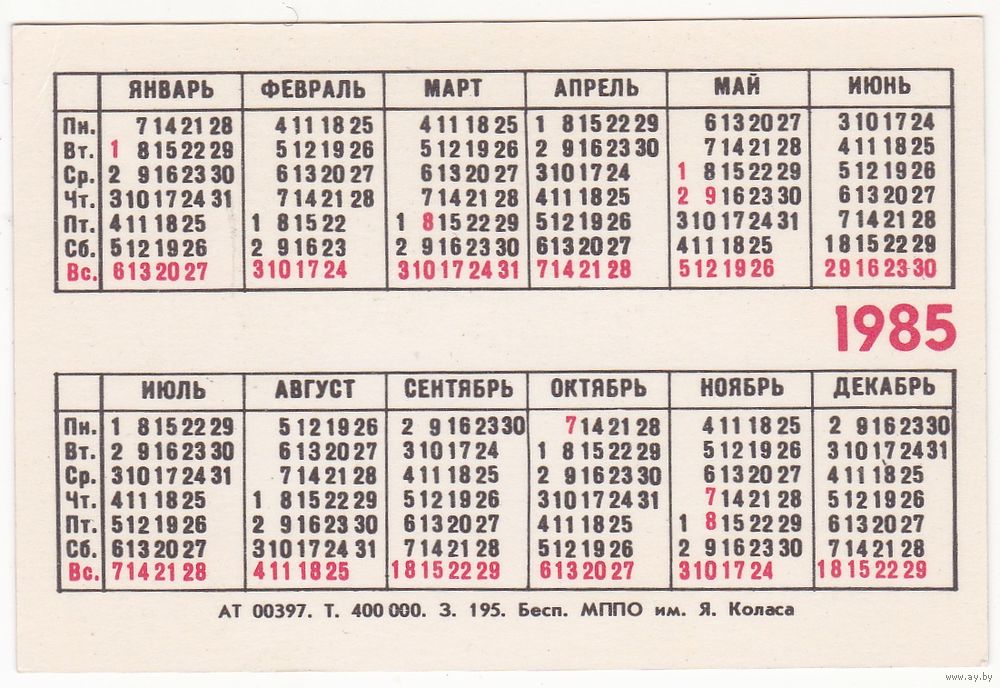 ЯНВАРЬ ФЕВРАЛЬ МАРТ АПРЕЛЬ МАЙ ИЮНЬ
Пн. 7 14 21 28 4 11 18 25 4 11 18 25 1 8 15 22 29 6 13 20 27 3 10 17 24
Вт. 1 8 15 22 29 5 12 19 26 5 12 19 26 2 9 16 23 30 7 14 21 28 4 11 18 25
Ср. 2 9 16 23 30 6 13 20 27 6 13 20 27 3 10 17 24 1 8 15 22 29 5 12 19 26
Чт. 3 10 17 24 31 7 14 21 28 7 14 21 28 4 11 18 25 2 9 16 23 30 6 13 20 27
Пт. 4 11 18 25 1 8 15 22 1 8 15 22 29 5 12 19 26 3 10 17 24 31 7 14 21 28
Сб. 5 12 19 26 2 9 16 23 2 9 16 23 30 6 13 20 27 4 11 18 25 1 8 15 22 29
Вс. 6 13 20 27 3 10 17 24 3 10 17 24 31 7 14 21 28 5 12 19 26 2 9 16 23 30
1985
ИЮЛЬ АВГУСТ СЕНТЯБРЬ ОКТЯБРЬ НОЯБРЬ ДЕКАБРЬ
Пн. 1 8 15 22 29 5 12 19 26 2 9 16 23 30 7 14 21 28 4 11 18 25 2 9 16 23 30
Вт. 2 9 16 23 30 6 13 20 27 3 10 17 24 1 8 15 22 29 5 12 19 26 3 10 17 24 31
Ср. 3 10 17 24 31 7 14 21 28 4 11 18 25 2 9 16 23 30 6 13 20 27 4 11 18 25
Чт. 4 11 18 25 1 8 15 22 29 5 12 19 26 3 10 17 24 31 7 14 21 28 5 12 19 26
Пт. 5 12 19 26 2 9 16 23 30 6 13 20 27 4 11 18 25 1 8 15 22 29 6 13 20 27
Сб. 6 13 20 27 3 10 17 24 31 7 14 21 28 5 12 19 26 2 9 16 23 30 7 14 21 28
Вс. 7 14 21 28 4 11 18 25 1 8 15 22 29 6 13 20 27 3 10 17 24 1 8 15 22 29
АТ 00397. Т. 400 000. З. 195. Бесп. МППО им. Я. Коласа
www.ay.by